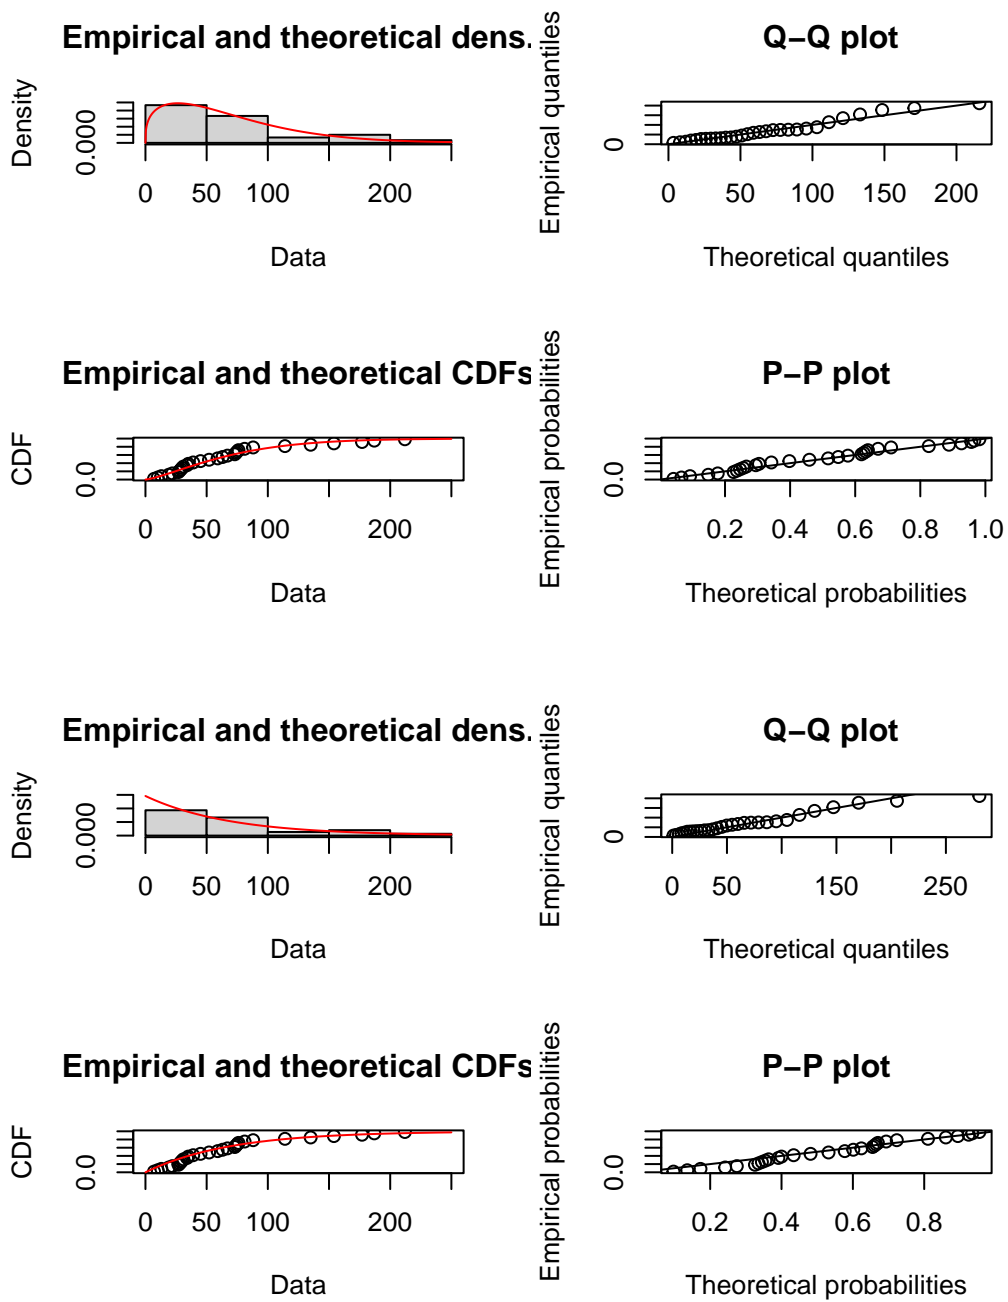 Empirical and theoretical dens.
Density
0.000
0 50 100 200
Data
Q−Q plot
Empirical quantiles
0
0 50 100 150 200
Theoretical quantiles
Empirical and theoretical CDFs
CDF
0.0
0 50 100 200
Data
P−P plot
Empirical probabilities
0.0
0.2 0.4 0.6 0.8 1.0
Theoretical probabilities
Empirical and theoretical dens.
Density
0.000
0 50 100 200
Data
Q−Q plot
Empirical quantiles
0
0 50 150 250
Theoretical quantiles
Empirical and theoretical CDFs
CDF
0.0
0 50 100 200
Data
P−P plot
Empirical probabilities
0.0
0.2 0.4 0.6 0.8
Theoretical probabilities